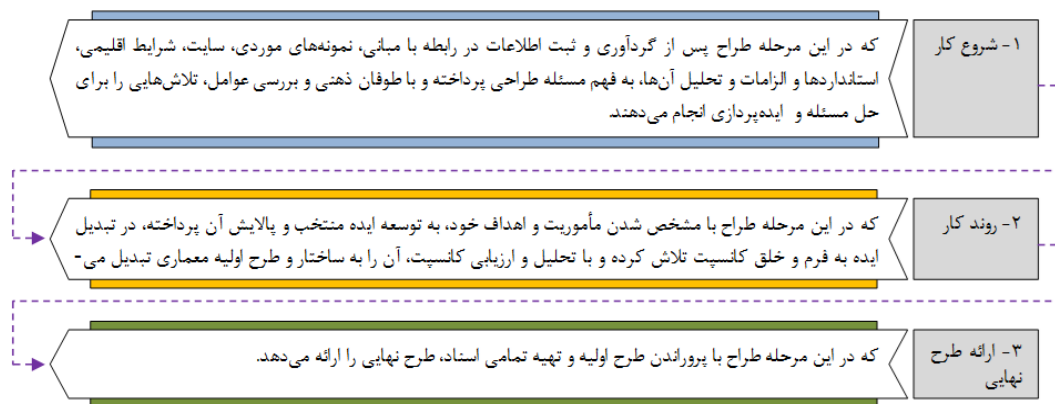 ۱- شروع کار
که در این مرحله طراح پس از گردآوری و ثبت اطلاعات در رابطه با مبانی، نمونه‌های موردی، سایت، شرایط اقلیمی،
استانداردها و الزامات و تحلیل آن‌ها، به فهم مسئله طراحی پرداخته و با طوفان ذهنی و بررسی عوامل، تلاش‌هایی را برای
حل مسئله و ایده‌پردازی انجام می‌دهند.
۲- روند کار
که در این مرحله طراح با مشخص شدن مأموریت و اهداف خود، به توسعه ایده منتخب و پالایش آن پرداخته، در تبدیل
ایده به فرم و خلق کانسپت تلاش کرده و با تحلیل و ارزیابی کانسپت، آن را به ساختار و طرح اولیه معماری تبدیل می-
۳- ارائه طرح
نهایی
که در این مرحله طراح با پروراندن طرح اولیه و تهیه تمامی اسناد، طرح نهایی را ارائه می‌دهد.